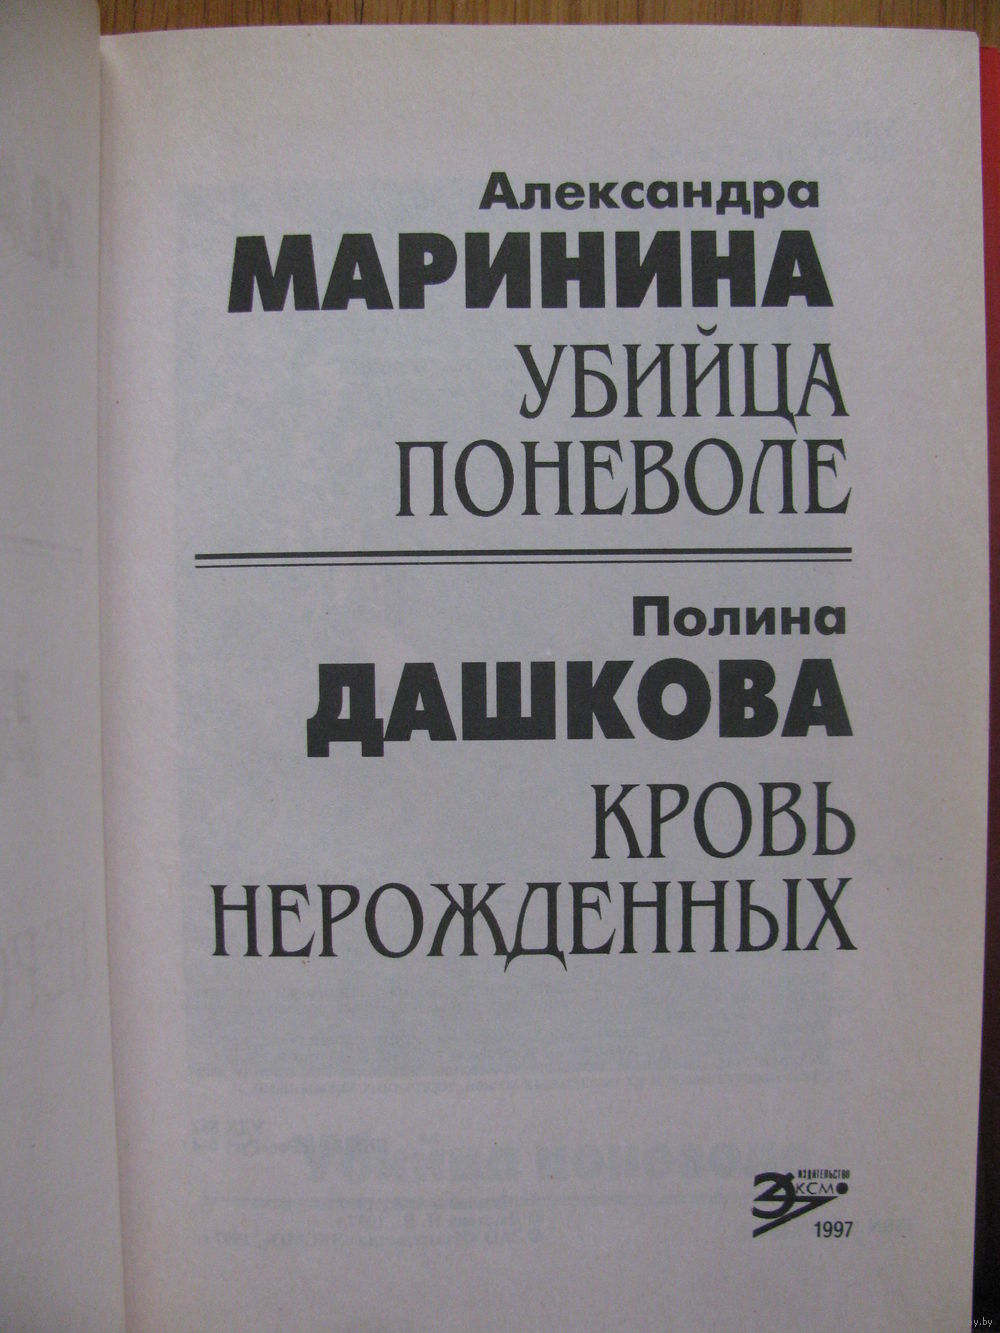 Александра
МАРИНИНА
УБИЙЦА
ПОНЕВОЛЕ
Полина
ДАШКОВА
КРОВЬ
НЕРОЖДЕННЫХ
ИЗДАТЕЛЬСТВО
ЭКСМО
1997